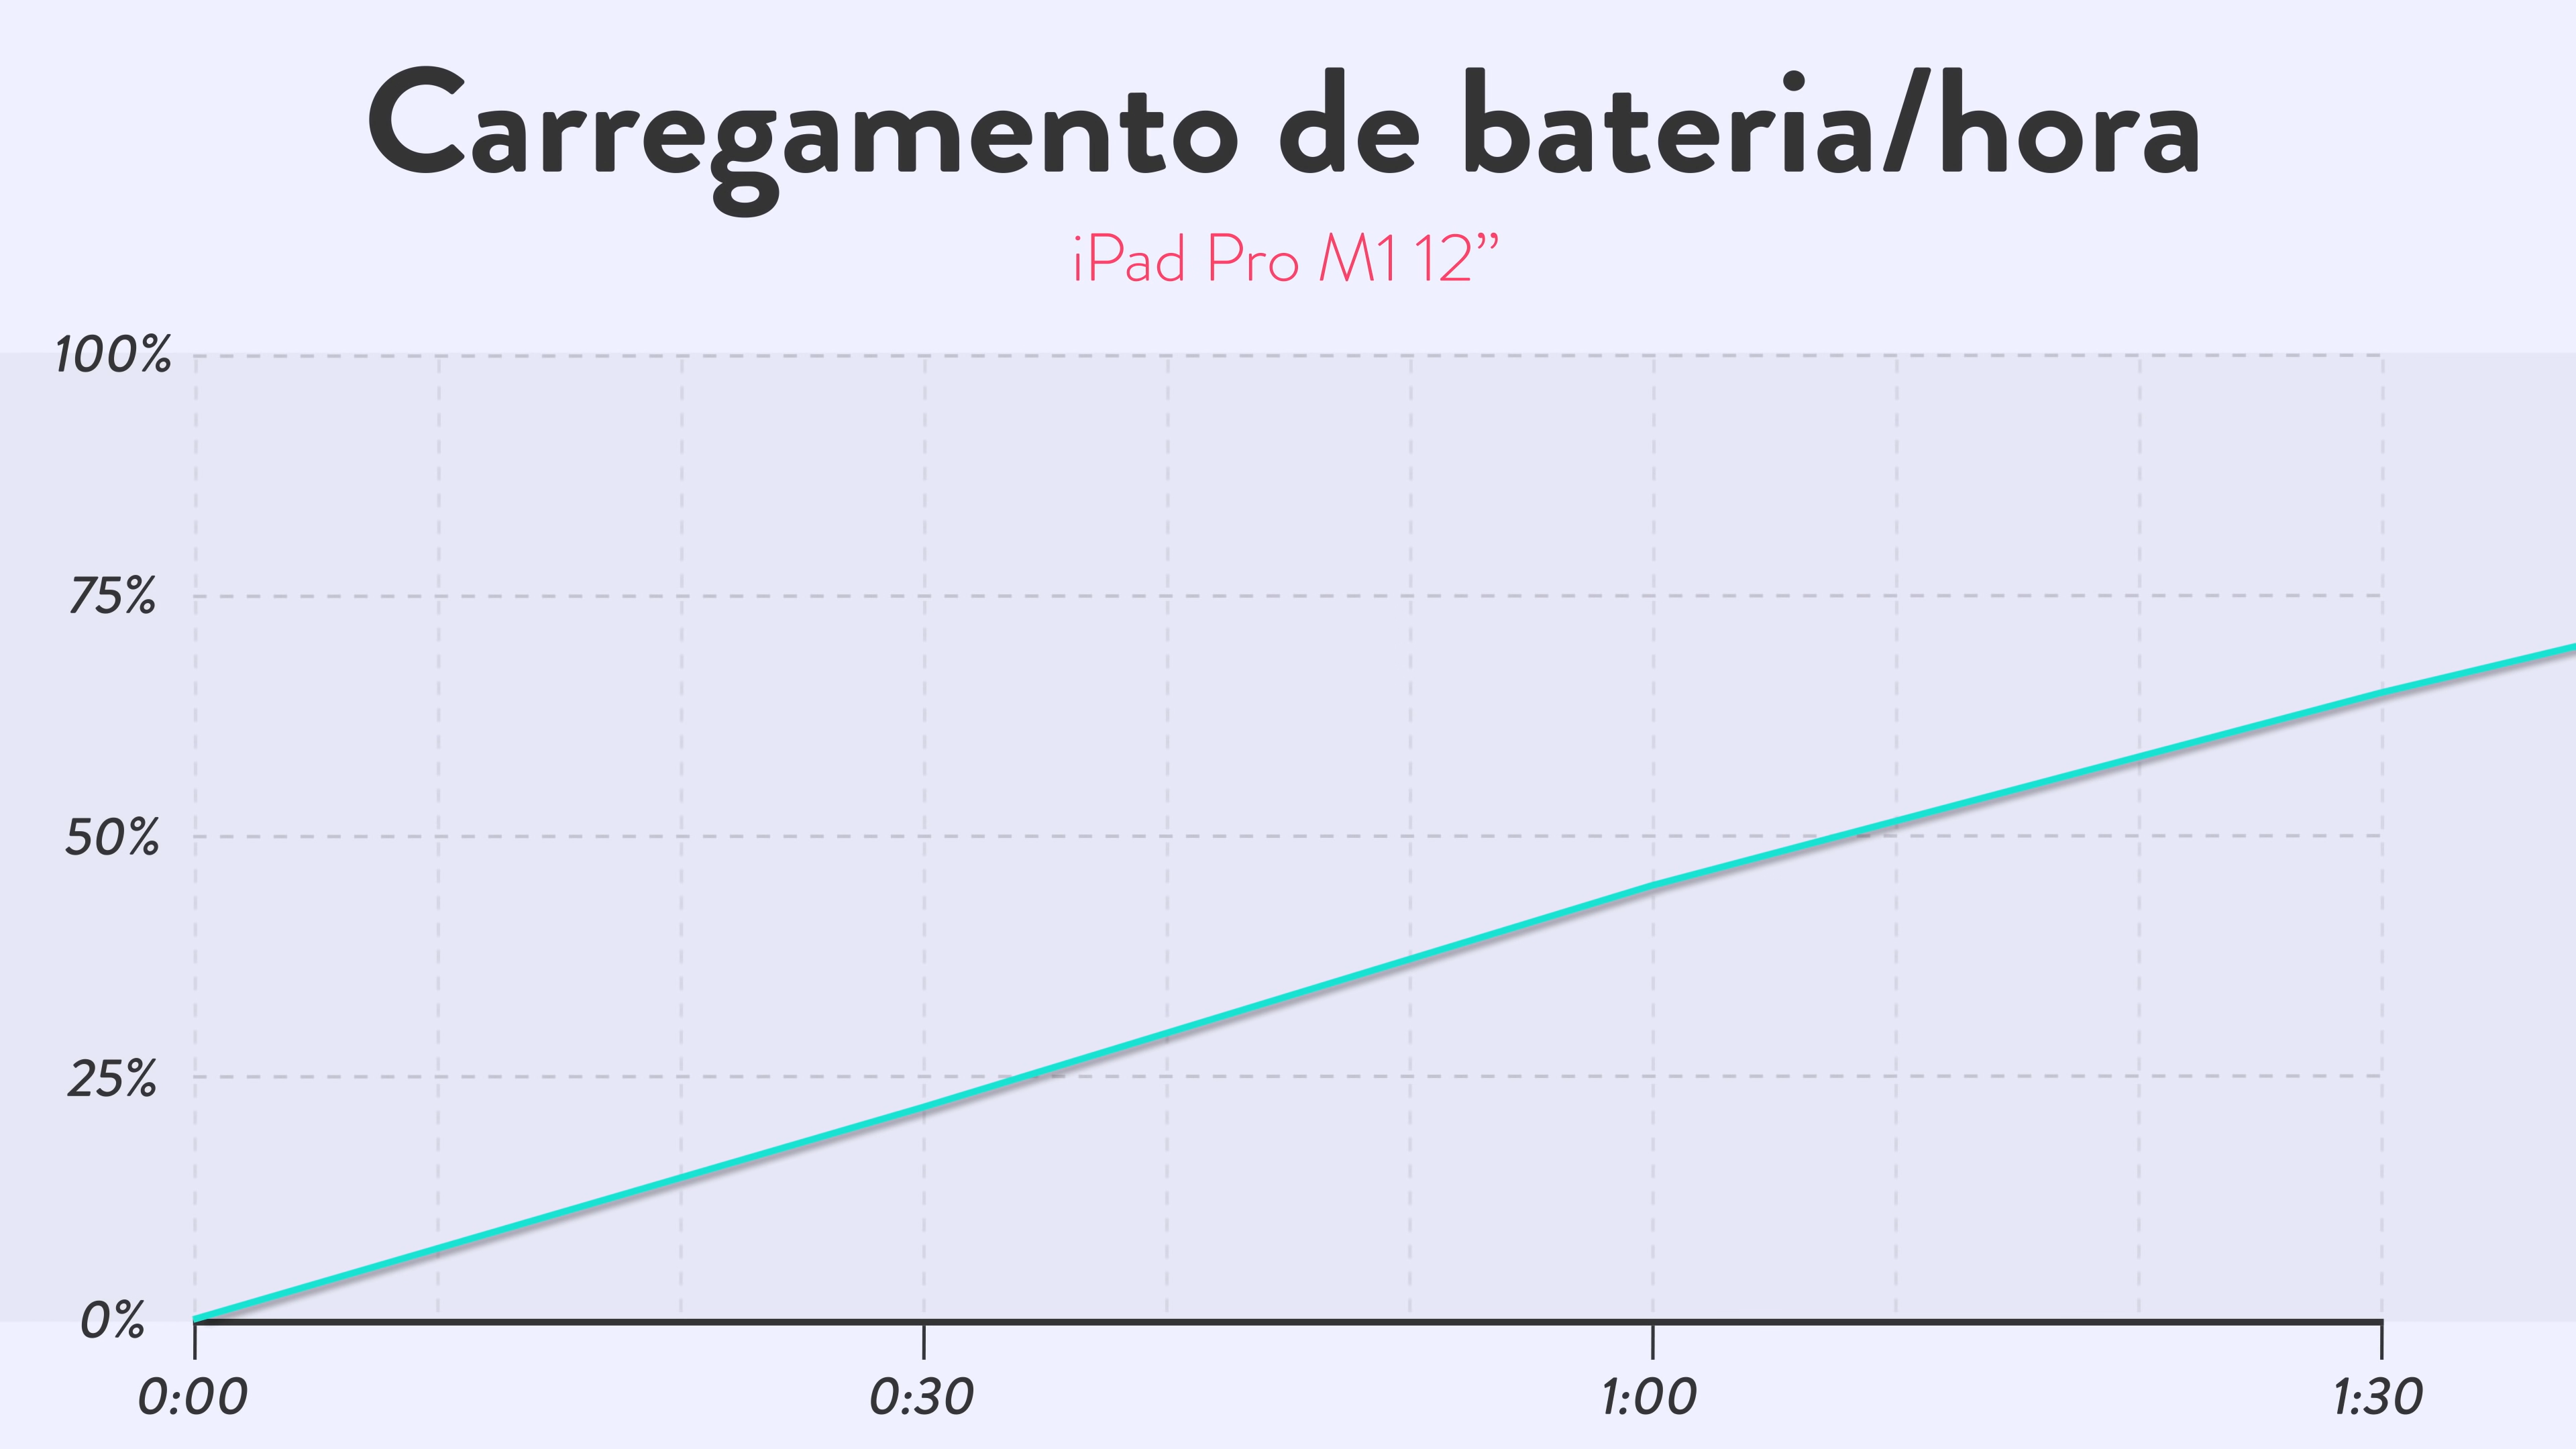 Carregamento de bateria/hora
iPad Pro M1 12”
100%
75%
50%
25%
0%
0:00 0:30 1:00 1:30